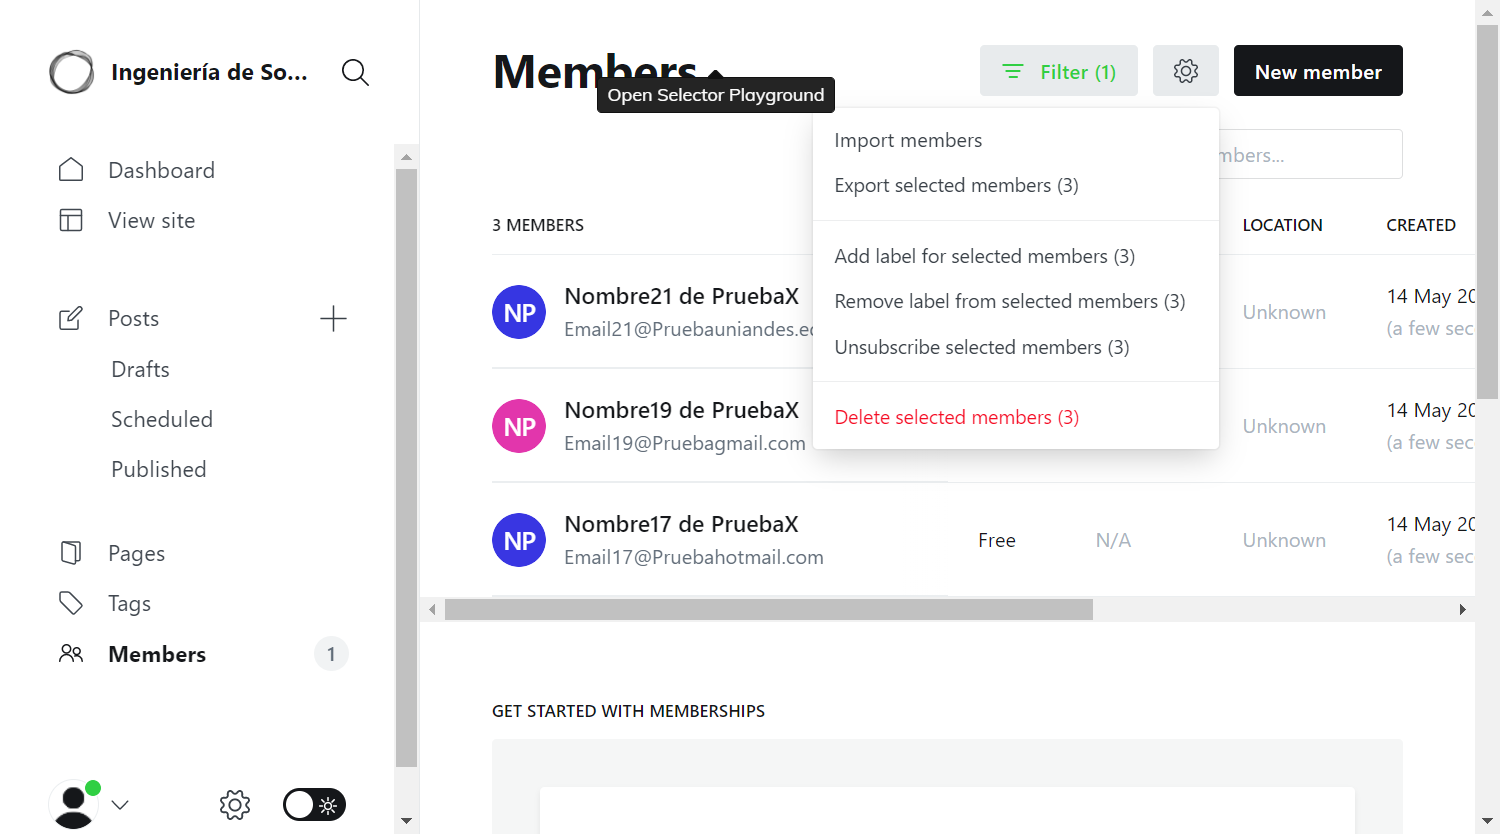 Ingeniería de So...
Dashboard
View site
Posts
Drafts
Scheduled
Published
Pages
Tags
Members
1
Members
Open Selector Playground
Filter (1)
New member
Import members
Export selected members (3)
Add label for selected members (3)
Remove label from selected members (3)
Unsubscribe selected members (3)
Delete selected members (3)
3 MEMBERS
LOCATION
CREATED
NP
Nombre21 de PruebaX
Email21@Pruebauniandes.ed
Unknown
14 May 20
(a few sec
NP
Nombre19 de PruebaX
Email19@Pruebagmail.com
Unknown
14 May 20
(a few sec
NP
Nombre17 de PruebaX
Email17@Pruebahotmail.com
Free
N/A
Unknown
14 May 20
(a few sec
GET STARTED WITH MEMBERSHIPS